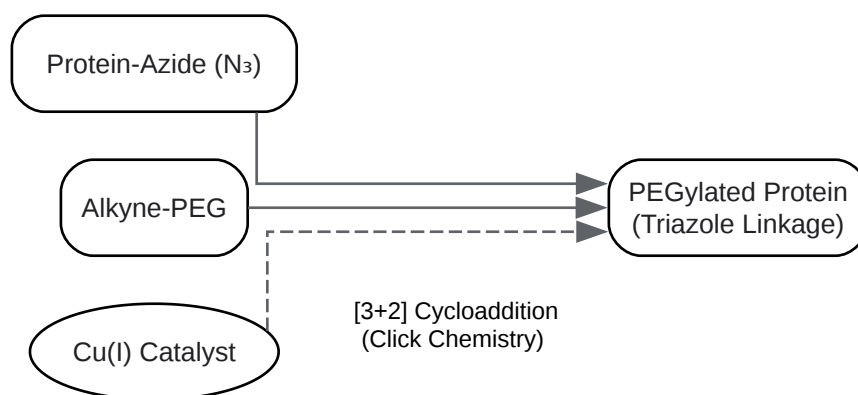 Protein-Azide (N₃)
Alkyne-PEG
PEGylated Protein
(Triazole Linkage)
[3+2] Cycloaddition
(Click Chemistry)
Cu(I) Catalyst